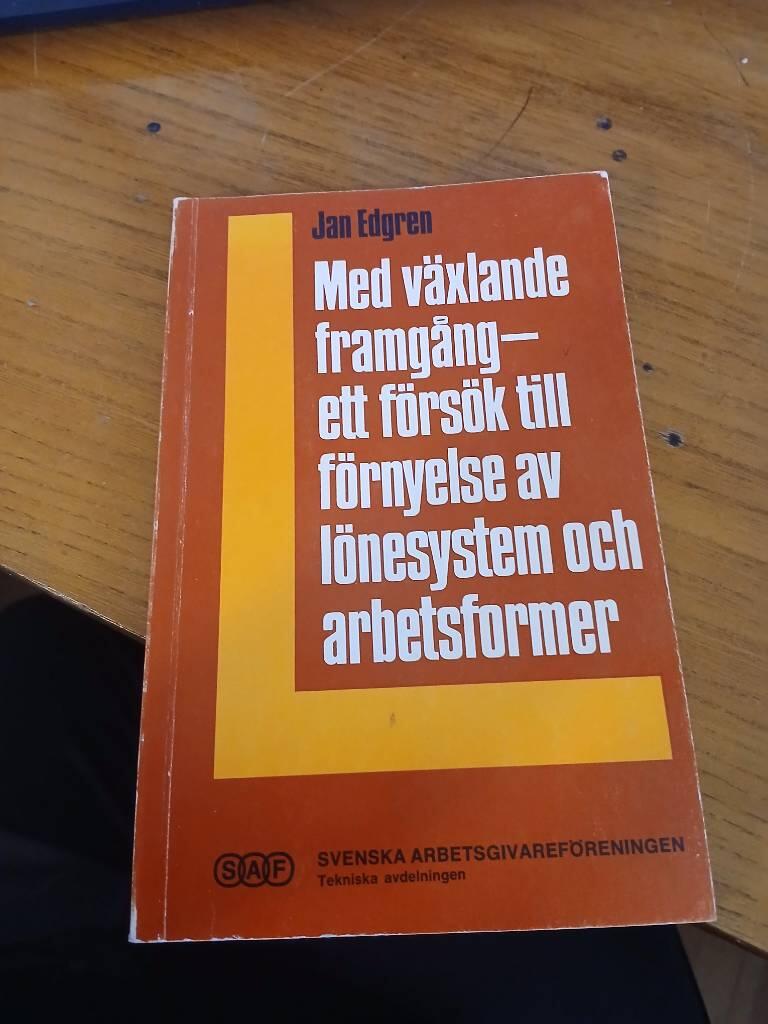 Jan Edgren
Med växlande
framgång—
ett försök till
förnyelse av
lönesystem och
arbetsformer
SAF
SVENSKA ARBETSGIVAREFÖRENINGEN
Tekniska avdelningen